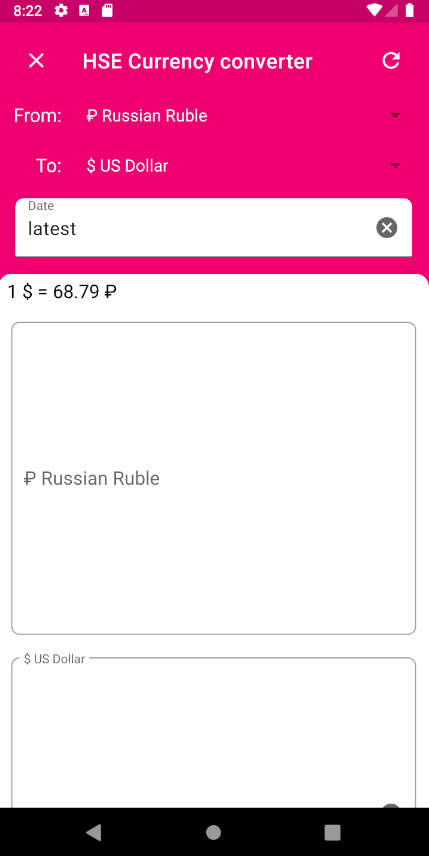 8:22
HSE Currency converter
From: ₽ Russian Ruble
To: $ US Dollar
Date
latest
1 $ = 68.79 ₽
₽ Russian Ruble
$ US Dollar